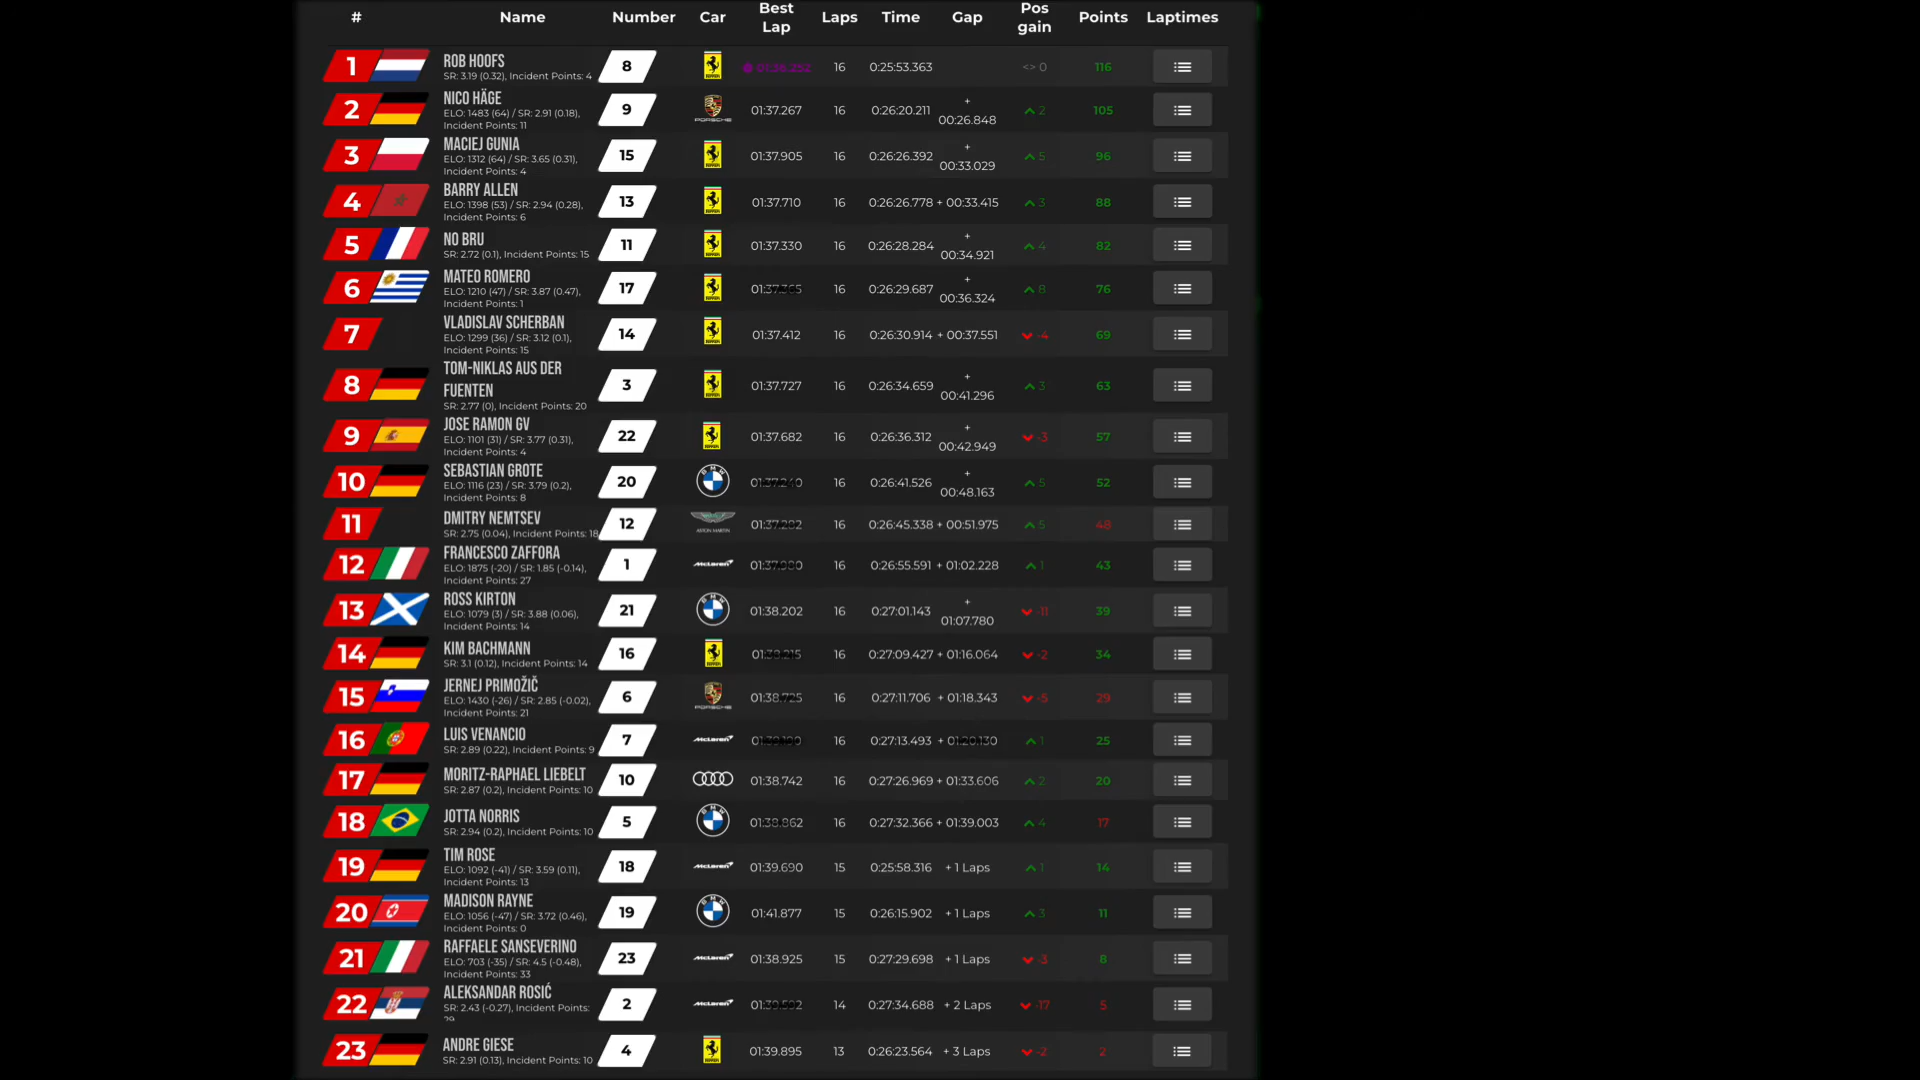 # Name Number Car Best Lap Laps Time Gap Pos gain Points Laptimes
1 ROB HOOFS 8 16 0:25:53.363 <> 0 116
SR: 3.19 (0.32), Incident Points: 4
2 NICO HÄGE 9 PORSCHE 01:37.267 16 0:26:20.211 + 00:26.848 2 105
ELO: 1483 (64) / SR: 2.91 (0.18),
Incident Points: 11
3 MACIEJ GUNIA 15 01:37.905 16 0:26:26.392 + 00:33.029 5 96
ELO: 1312 (64) / SR: 3.65 (0.31),
Incident Points: 4
4 BARRY ALLEN 13 01:37.710 16 0:26:26.778 + 00:33.415 3 88
ELO: 1398 (53) / SR: 2.94 (0.28),
Incident Points: 6
5 NO BRU 11 01:37.330 16 0:26:28.284 + 00:34.921 4 82
SR: 2.72 (0.1), Incident Points: 15
6 MATEO ROMERO 17 16 0:26:29.687 + 00:36.324 8 76
ELO: 1210 (47) / SR: 3.87 (0.47),
Incident Points: 1
7 VLADISLAV SCHERBAN 14 01:37.412 16 0:26:30.914 + 00:37.551 -4 69
ELO: 1299 (36) / SR: 3.12 (0.1),
Incident Points: 15
8 TOM-NIKLAS AUS DER FUENTEN 3 01:37.727 16 0:26:34.659 + 00:41.296 3 63
SR: 2.77 (0), Incident Points: 20
9 JOSE RAMON GV 22 01:37.682 16 0:26:36.312 + 00:42.949 -3 57
ELO: 1101 (31) / SR: 3.77 (0.31),
Incident Points: 4
10 SEBASTIAN GROTE 20 BMW 16 0:26:41.526 + 00:48.163 5 52
ELO: 1116 (23) / SR: 3.79 (0.2),
Incident Points: 8
11 DMITRY NEMTSEV 12 ASTON MARTIN 16 0:26:45.338 + 00:51.975 5 48
SR: 2.75 (0.04), Incident Points: 18
12 FRANCESCO ZAFFORA 1 McLaren 16 0:26:55.591 + 01:02.228 1 43
ELO: 1875 (-20) / SR: 1.85 (-0.14),
Incident Points: 27
13 ROSS KIRTON 21 BMW 01:38.202 16 0:27:01.143 + 01:07.780 -11 39
ELO: 1079 (3) / SR: 3.88 (0.06),
Incident Points: 14
14 KIM BACHMANN 16 16 0:27:09.427 + 01:16.064 -2 34
SR: 3.1 (0.12), Incident Points: 14
15 JERNEJ PRIMOŽIČ 6 PORSCHE 16 0:27:11.706 + 01:18.343 -5 29
ELO: 1430 (-26) / SR: 2.85 (-0.02),
Incident Points: 21
16 LUIS VENANCIO 7 McLaren 16 0:27:13.493 1 25
SR: 2.89 (0.22), Incident Points: 9
17 MORITZ-RAPHAEL LIEBELT 10 01:38.742 16 0:27:26.969 + 01:33.606 2 20
SR: 2.87 (0.2), Incident Points: 10
18 JOTTA NORRIS 5 BMW 16 0:27:32.366 + 01:39.003 4 17
SR: 2.94 (0.2), Incident Points: 10
19 TIM ROSE 18 McLaren 01:39.690 15 0:25:58.316 + 1 Laps 1 14
ELO: 1092 (-41) / SR: 3.59 (0.11),
Incident Points: 13
20 MADISON RAYNE 19 BMW 01:41.877 15 0:26:15.902 + 1 Laps 3 11
ELO: 1056 (-47) / SR: 3.72 (0.46),
Incident Points: 0
21 RAFFAELE SANSEVERINO 23 McLaren 01:38.925 15 0:27:29.698 + 1 Laps -3 8
ELO: 703 (-35) / SR: 4.5 (-0.48),
Incident Points: 33
22 ALEKSANDAR ROSIĆ 2 McLaren 14 0:27:34.688 + 2 Laps -17 5
SR: 2.43 (-0.27), Incident Points:
23 ANDRE GIESE 4 01:39.895 13 0:26:23.564 + 3 Laps -2 2
SR: 2.91 (0.13), Incident Points: 10